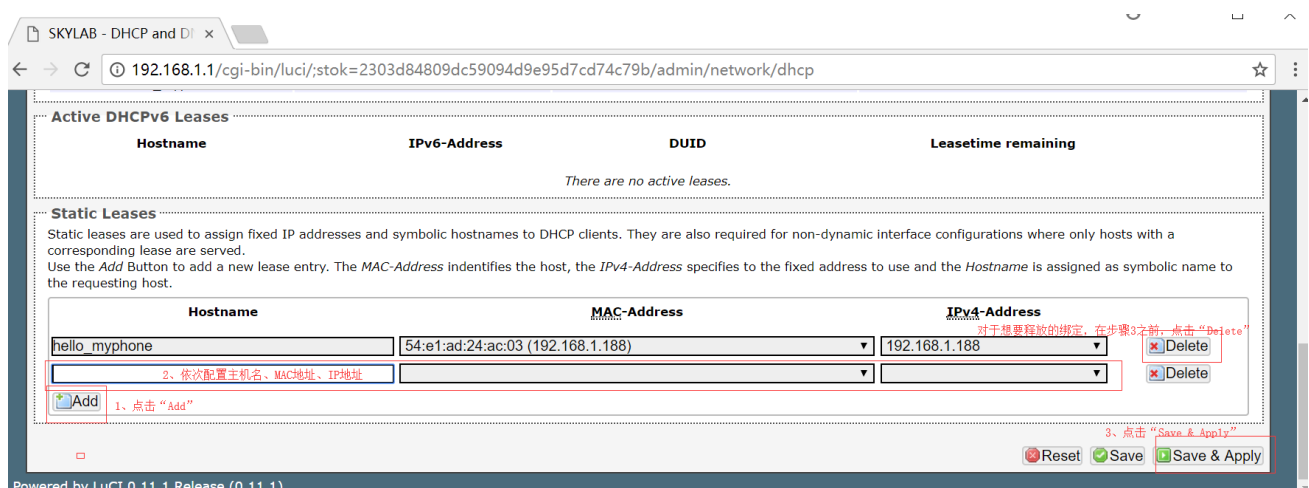 SKYLAB - DHCP and D
192.168.1.1/cgi-bin/luci/;stok=2303d84809dc59094d9e95d7cd74c79b/admin/network/dhcp
Active DHCPv6 Leases
Hostname IPv6-Address DUID Leasetime remaining
There are no active leases.
Static Leases
Static leases are used to assign fixed IP addresses and symbolic hostnames to DHCP clients. They are also required for non-dynamic interface configurations where only hosts with a
corresponding lease are served.
Use the Add Button to add a new lease entry. The MAC-Address indentifies the host, the IPv4-Address specifies to the fixed address to use and the Hostname is assigned as symbolic name to
the requesting host.
Hostname MAC-Address IPv4-Address
对于想要释放的绑定，在步骤3之前，点击“Delete”
hello_myphone 54:e1:ad:24:ac:03 (192.168.1.188) 192.168.1.188 Delete
2、依次配置主机名、MAC地址、IP地址 Delete
Add 1、点击“Add”
3、点击“Save & Apply”
Reset Save Save & Apply
Powered by LuCI 0.11.1 Release (0.11.1)